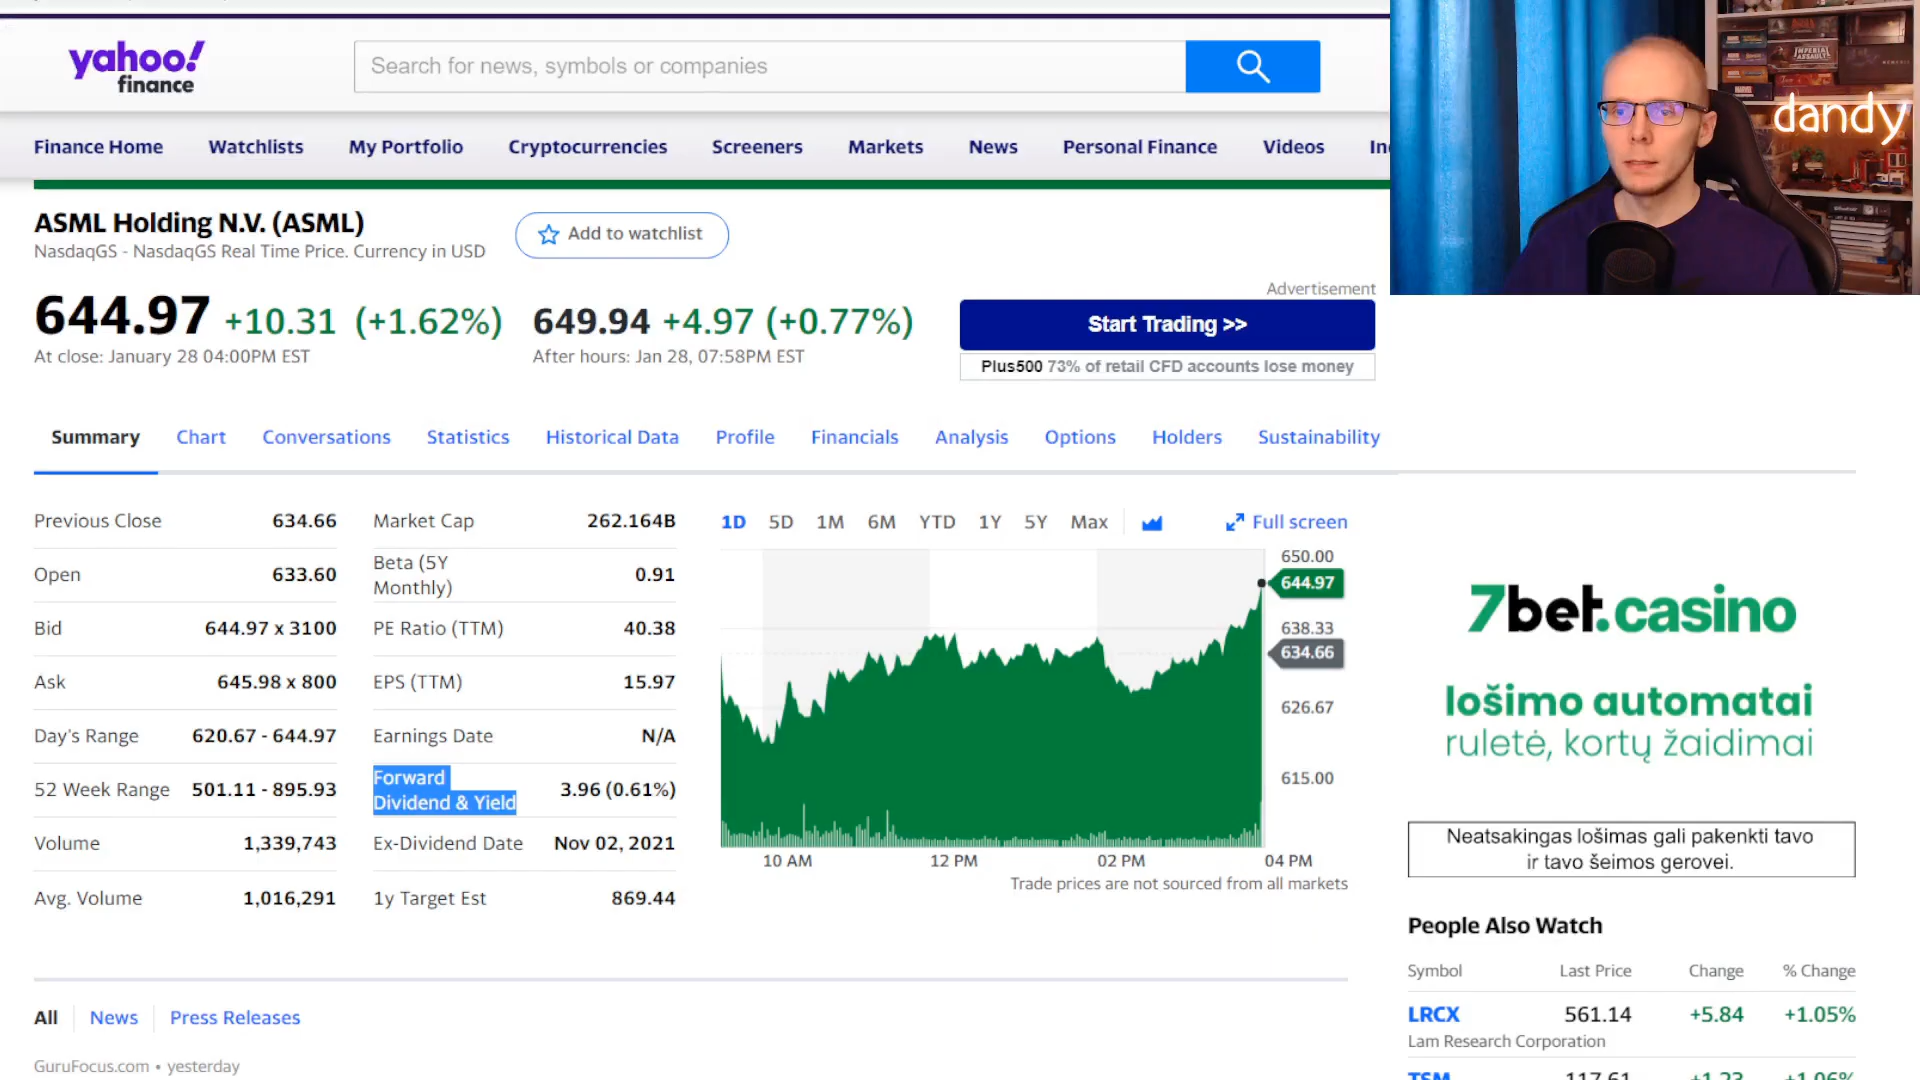 yahoo!
finance
Search for news, symbols or companies
Finance Home Watchlists My Portfolio Cryptocurrencies Screeners Markets News Personal Finance Videos
ASML Holding N.V. (ASML)
NasdaqGS - NasdaqGS Real Time Price. Currency in USD
Add to watchlist
644.97 +10.31 (+1.62%)
At close: January 28 04:00PM EST
649.94 +4.97 (+0.77%)
After hours: Jan 28, 07:58PM EST
Advertisement
Start Trading >>
Plus500 73% of retail CFD accounts lose money
dandy
IMPERIAL
ASSAULT
Summary Chart Conversations Statistics Historical Data Profile Financials Analysis Options Holders Sustainability
Previous Close 634.66
Open 633.60
Bid 644.97 x 3100
Ask 645.98 x 800
Day's Range 620.67 - 644.97
52 Week Range 501.11 - 895.93
Volume 1,339,743
Avg. Volume 1,016,291
Market Cap 262.164B
Beta (5Y
Monthly) 0.91
PE Ratio (TTM) 40.38
EPS (TTM) 15.97
Earnings Date N/A
Forward
Dividend & Yield 3.96 (0.61%)
Ex-Dividend Date Nov 02, 2021
1y Target Est 869.44
1D 5D 1M 6M YTD 1Y 5Y Max Full screen
650.00
644.97
638.33
634.66
626.67
615.00
10 AM 12 PM 02 PM 04 PM
Trade prices are not sourced from all markets
7bet.casino
lošimo automatai
ruletė, kortų žaidimai
Neatsakingas lošimas gali pakenkti tavo
ir tavo šeimos gerovei.
People Also Watch
Symbol Last Price Change % Change
LRCX 561.14 +5.84 +1.05%
Lam Research Corporation
TSM 117.61 +1.23 +1.06%
All News Press Releases
GuruFocus.com • yesterday